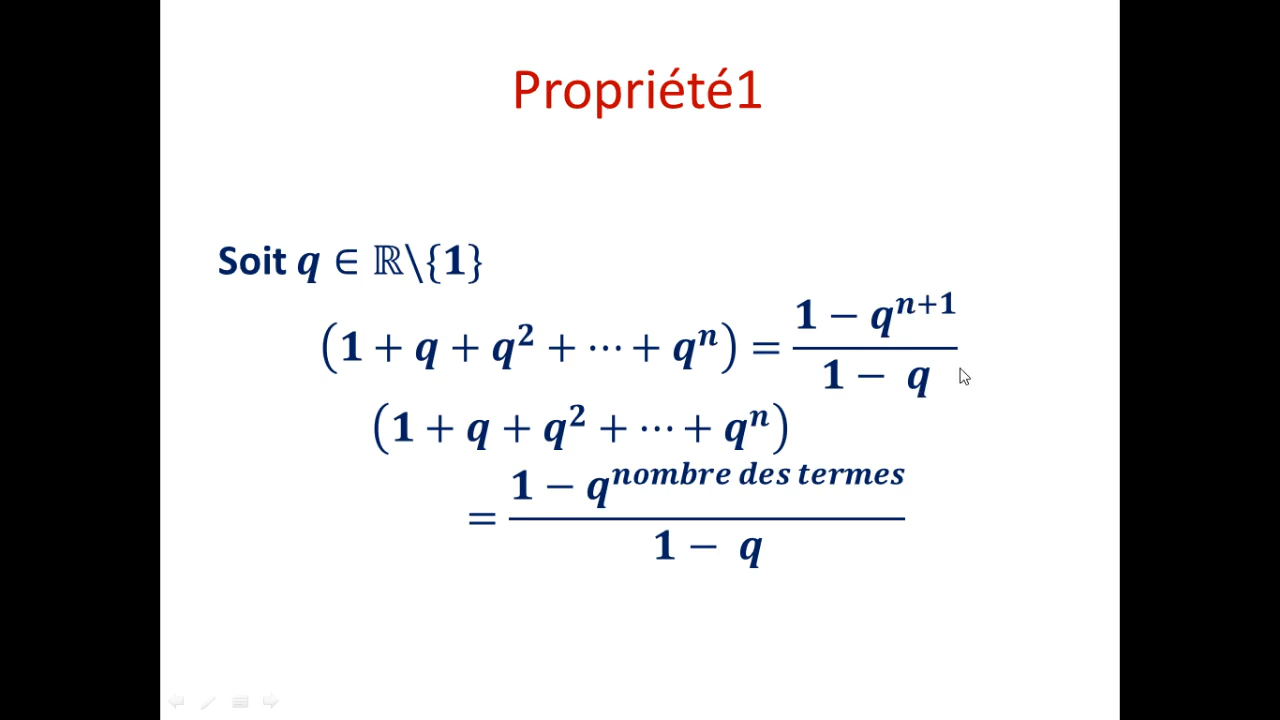 Propriété1
Soit q ∈ ℝ\{1}
(1 + q + q² + ⋯ + qⁿ) = (1 − qⁿ⁺¹)/(1 − q)
(1 + q + q² + ⋯ + qⁿ)
= (1 − q^{nombre des termes})/(1 − q)